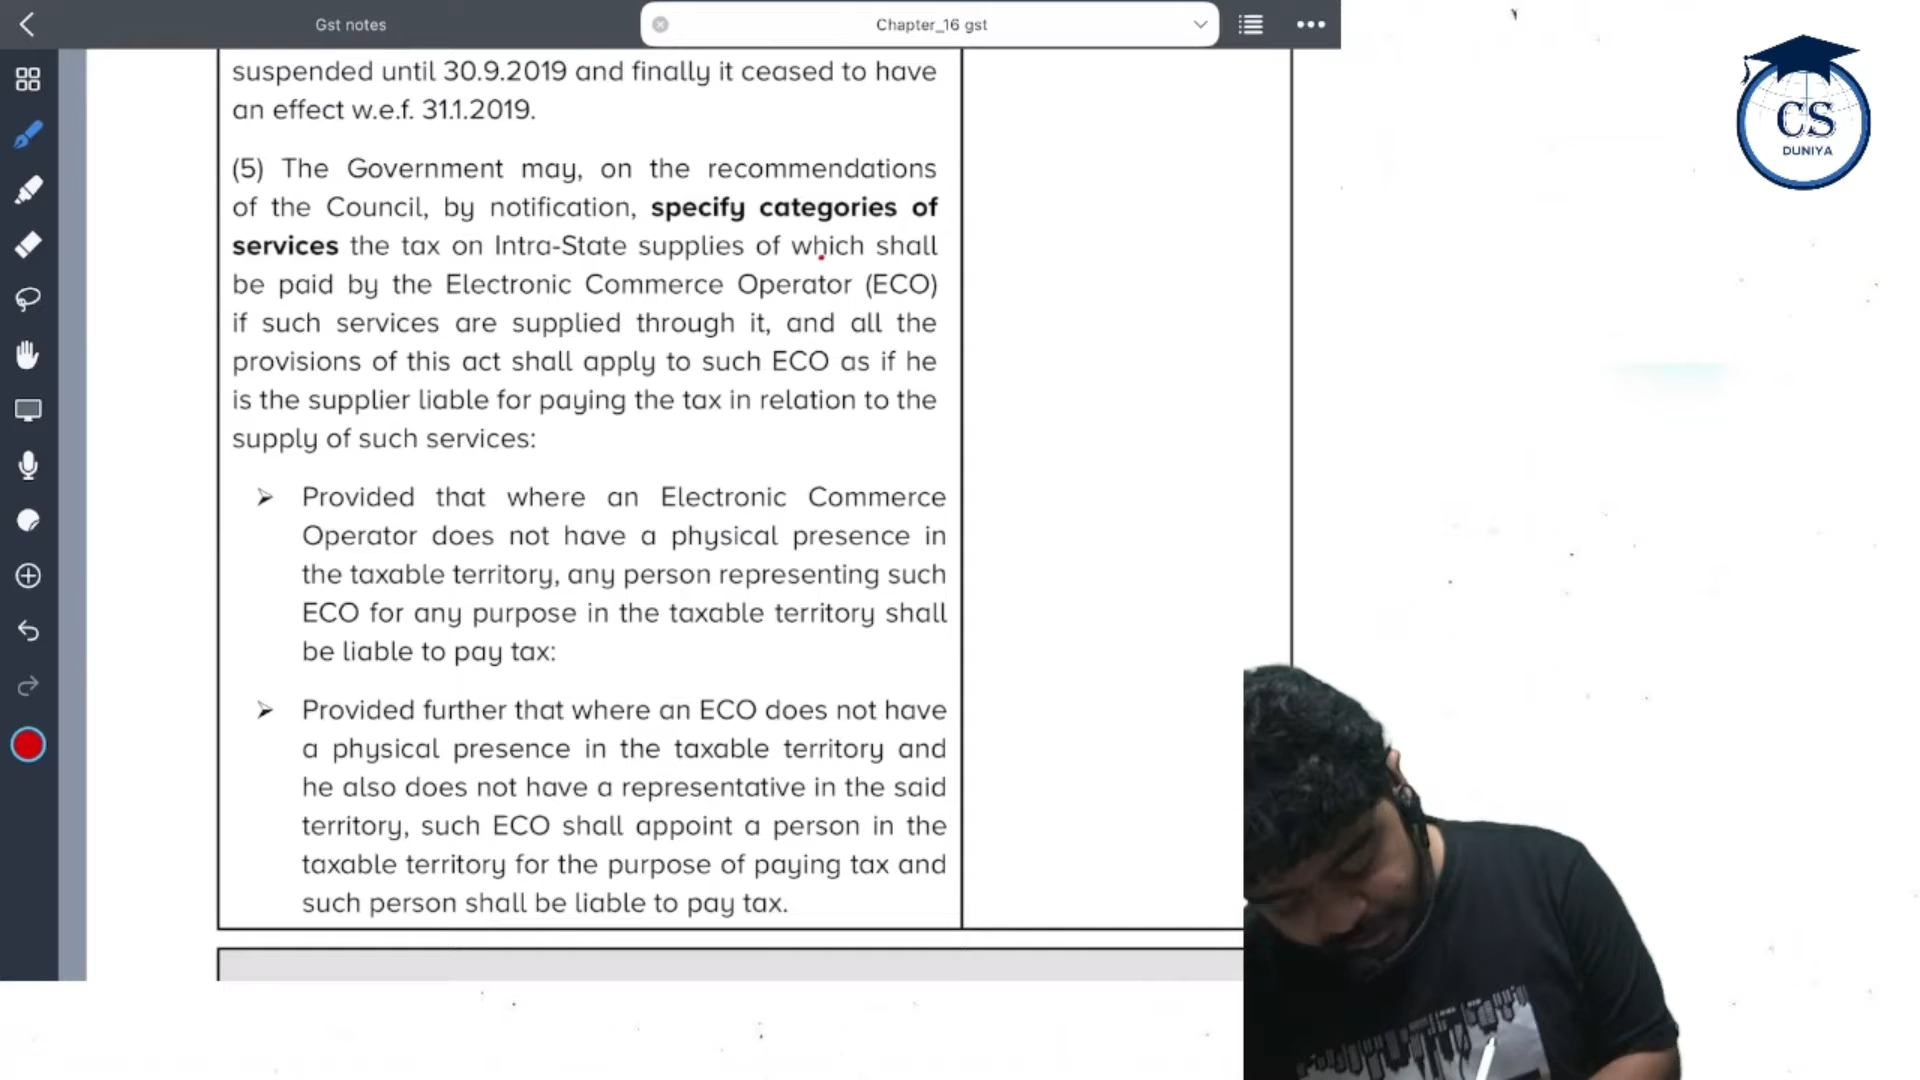 Gst notes
Chapter_16 gst
suspended until 30.9.2019 and finally it ceased to have
an effect w.e.f. 31.1.2019.
(5) The Government may, on the recommendations
of the Council, by notification, specify categories of
services the tax on Intra-State supplies of which shall
be paid by the Electronic Commerce Operator (ECO)
if such services are supplied through it, and all the
provisions of this act shall apply to such ECO as if he
is the supplier liable for paying the tax in relation to the
supply of such services:
➢ Provided that where an Electronic Commerce
Operator does not have a physical presence in
the taxable territory, any person representing such
ECO for any purpose in the taxable territory shall
be liable to pay tax:
➢ Provided further that where an ECO does not have
a physical presence in the taxable territory and
he also does not have a representative in the said
territory, such ECO shall appoint a person in the
taxable territory for the purpose of paying tax and
such person shall be liable to pay tax.
CS
DUNIYA